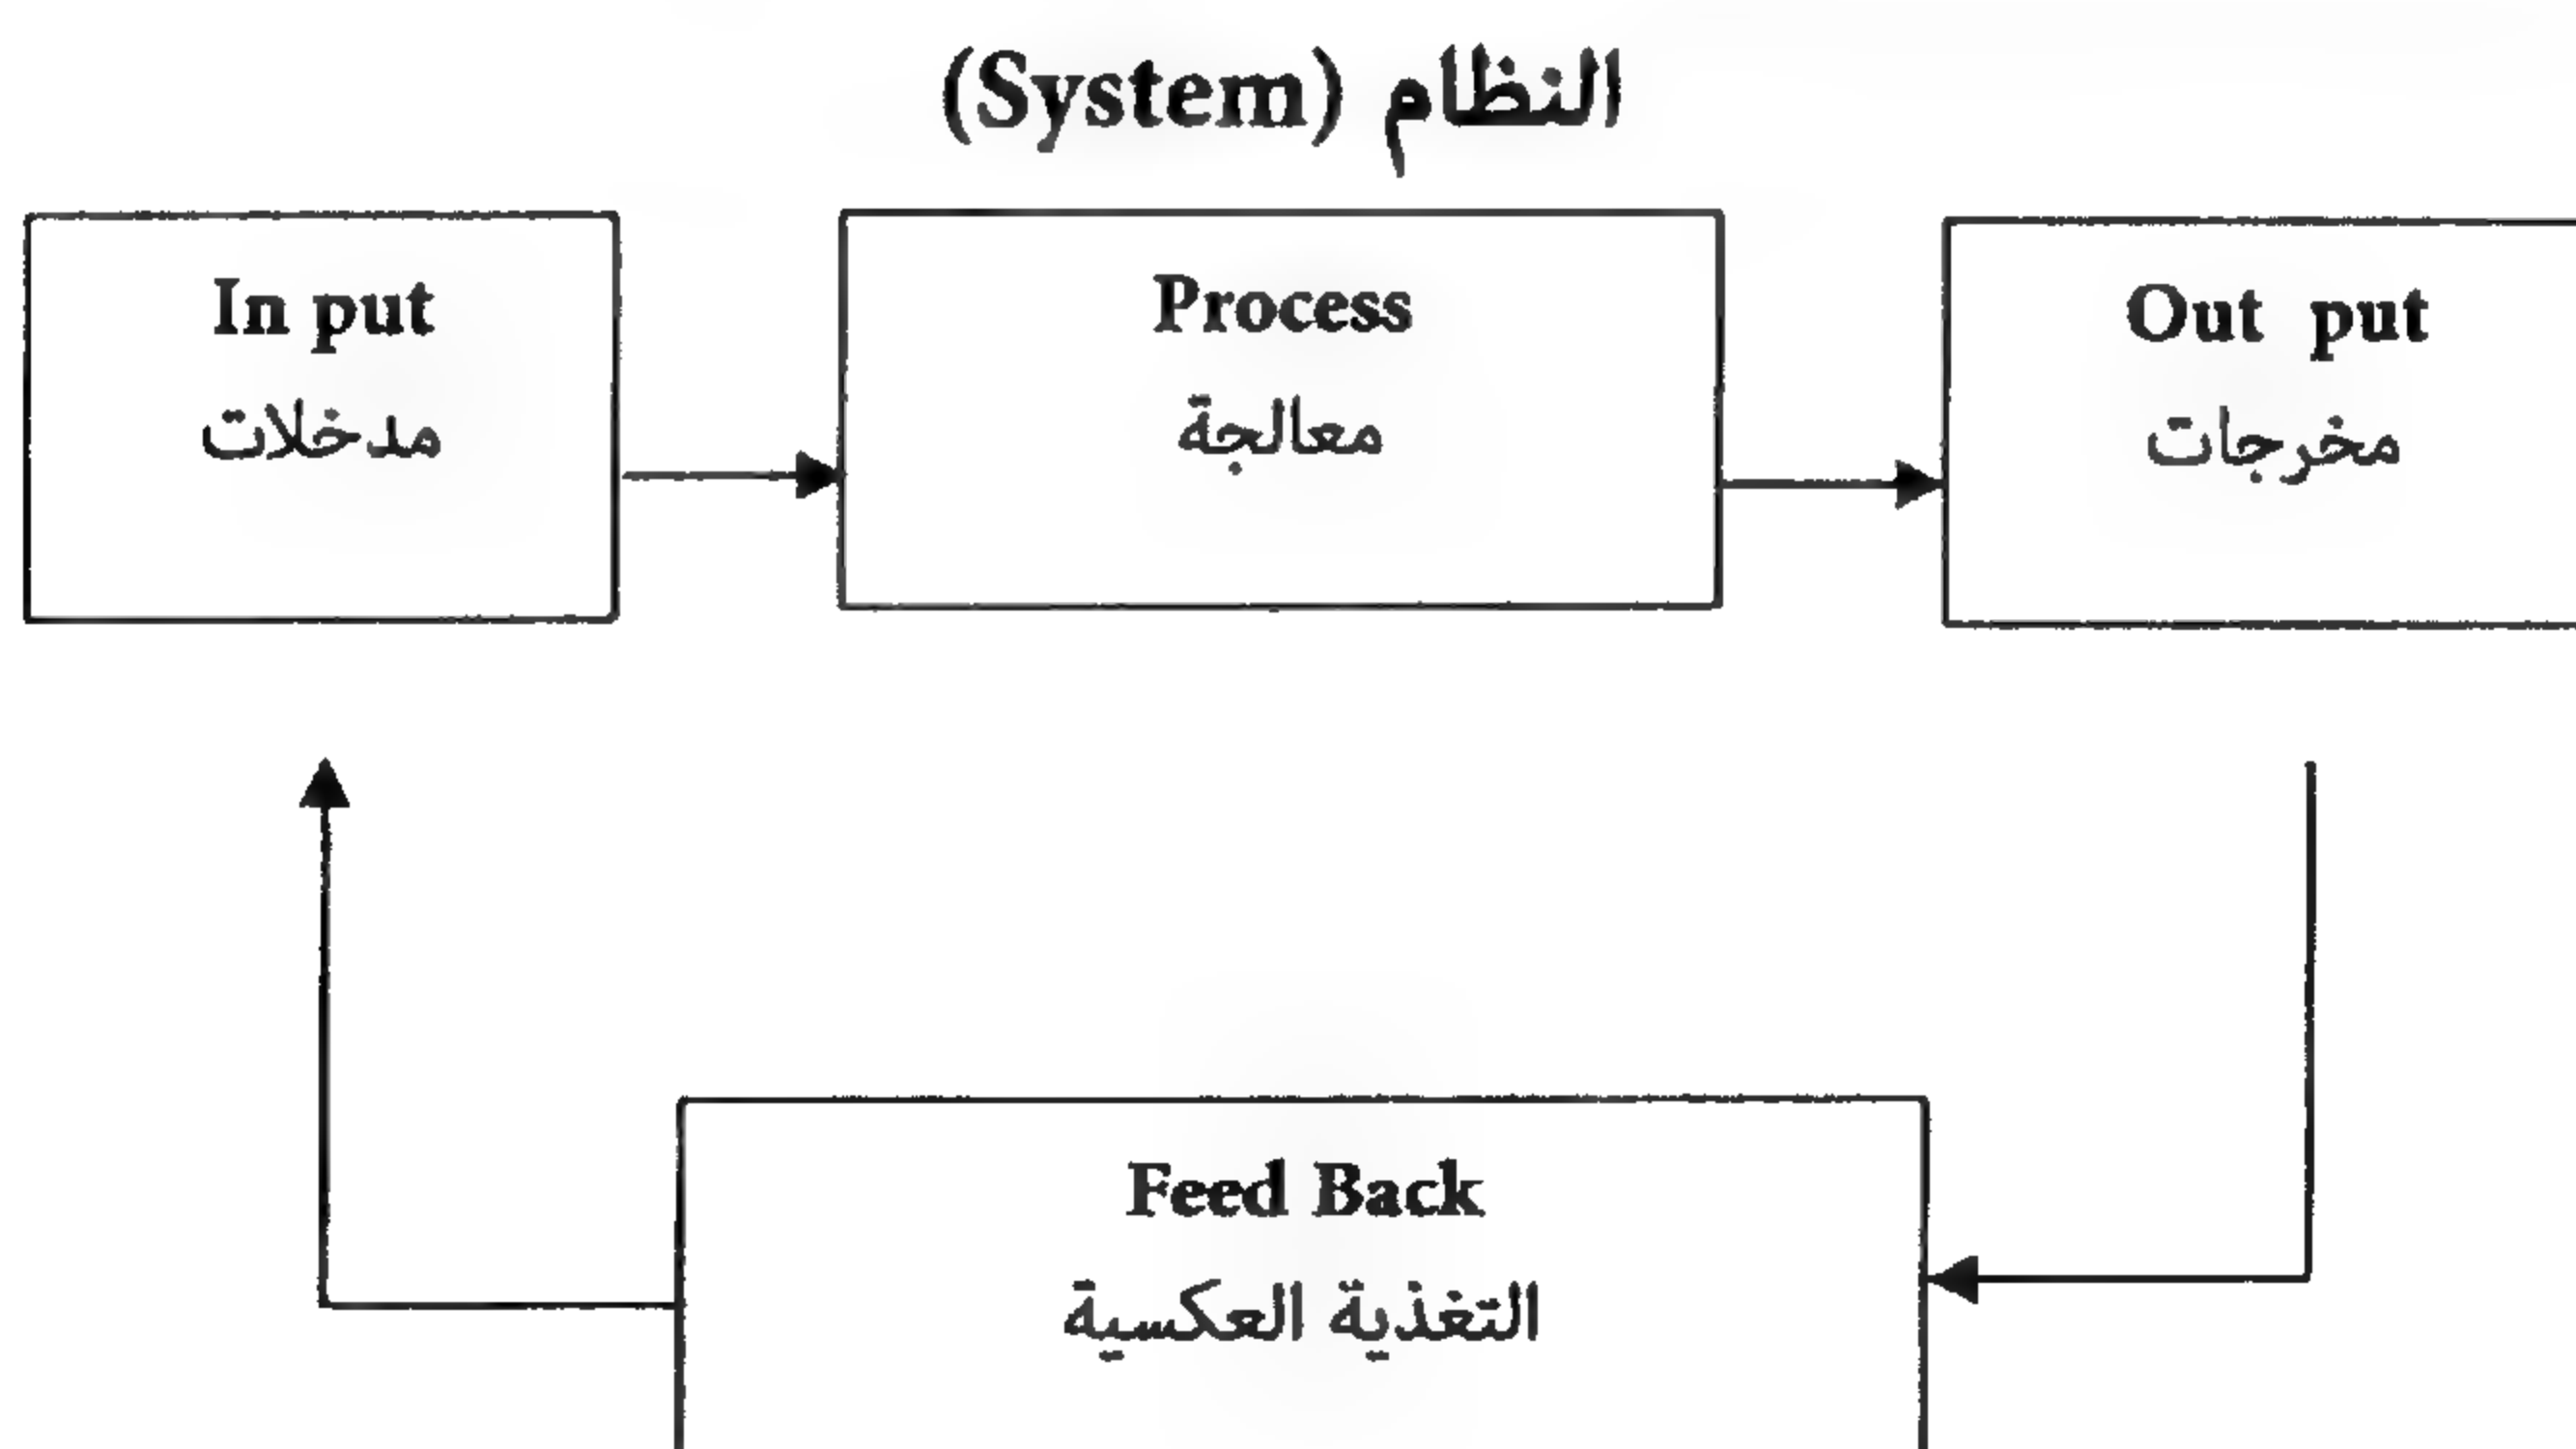 النظام (System)
In put
مدخلات
Process
معالجة
Out put
مخرجات
Feed Back
التغذية العكسية